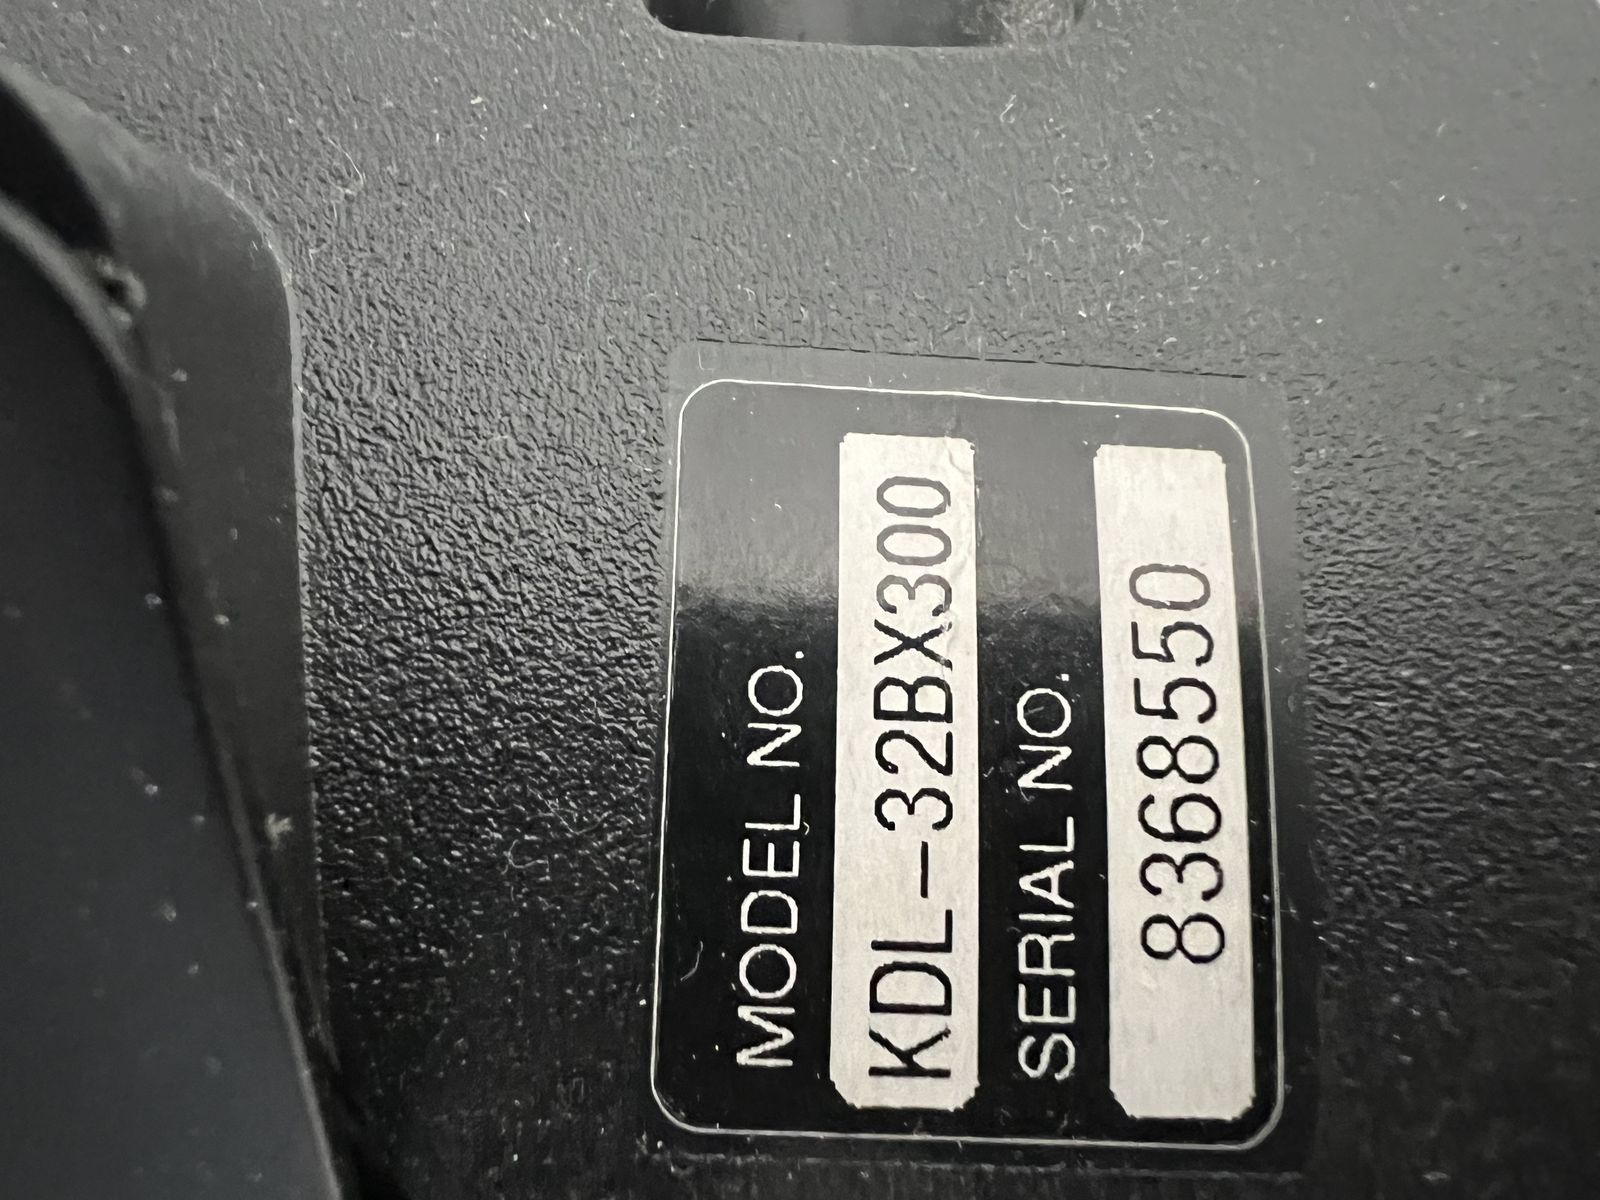 MODEL NO.
KDL-32BX300
SERIAL NO.
8368550